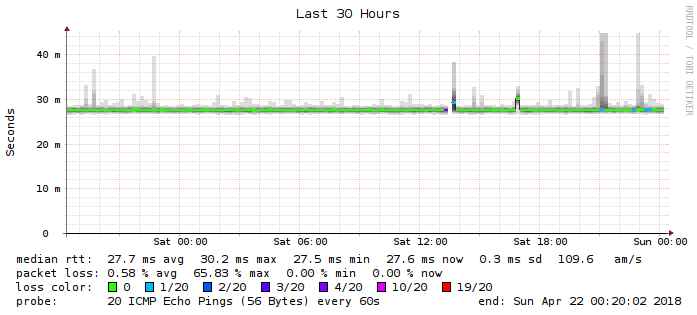 Last 30 Hours
RRDTOOL / TOBI OETIKER
Seconds
40 m
30 m
20 m
10 m
0
Sat 00:00 Sat 06:00 Sat 12:00 Sat 18:00 Sun 00:00
median rtt: 27.7 ms avg 30.2 ms max 27.5 ms min 27.6 ms now 0.3 ms sd 109.6 am/s
packet loss: 0.58 % avg 65.83 % max 0.00 % min 0.00 % now
loss color: 0 1/20 2/20 3/20 4/20 10/20 19/20
probe: 20 ICMP Echo Pings (56 Bytes) every 60s end: Sun Apr 22 00:20:02 2018